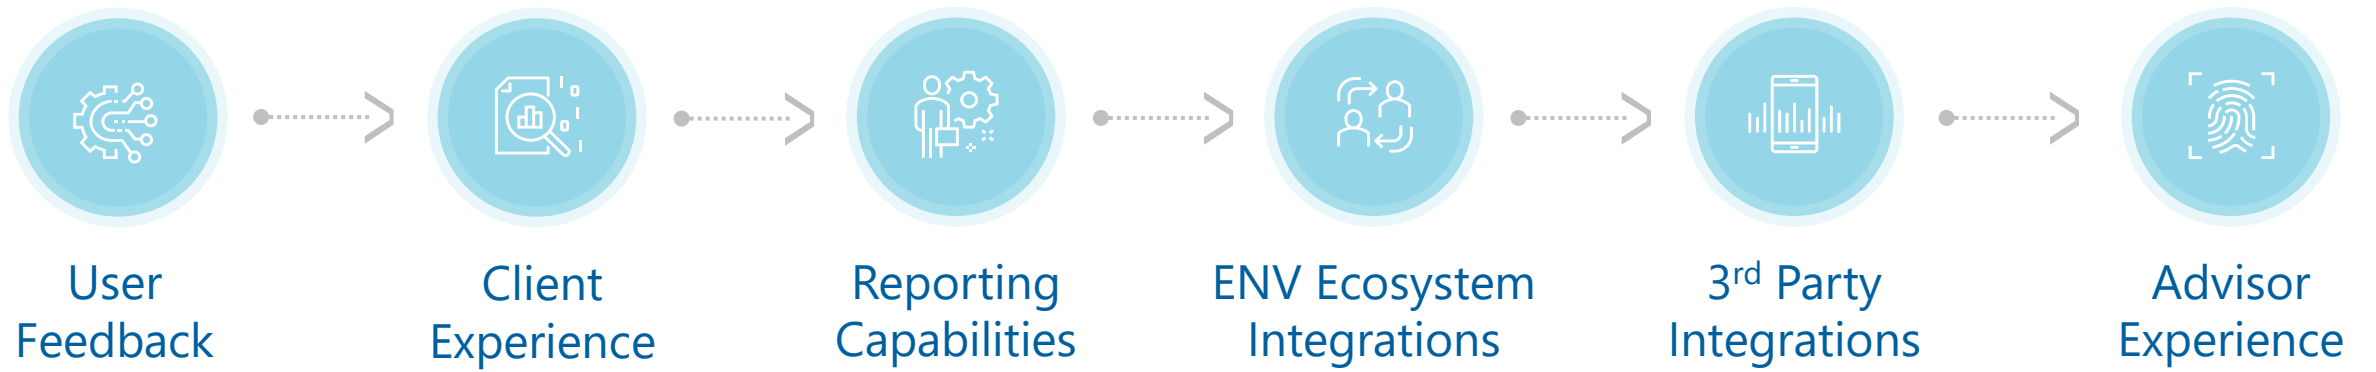 User
Feedback
Client
Experience
Reporting
Capabilities
ENV Ecosystem
Integrations
3rd Party
Integrations
Advisor
Experience